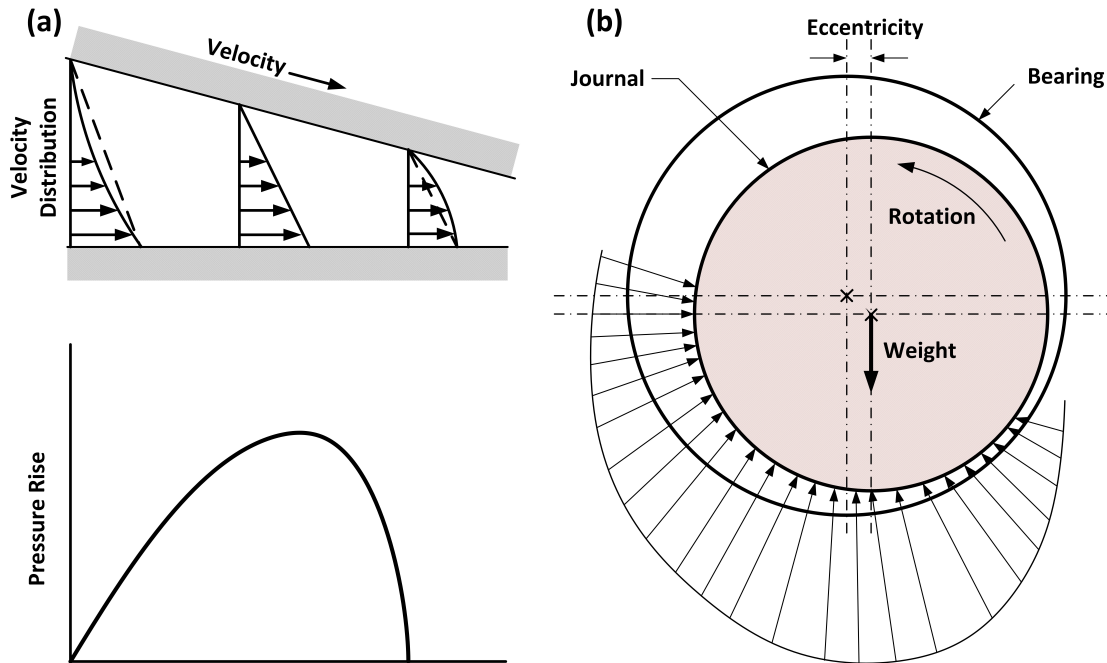 (a)
Velocity
Velocity
Distribution
Pressure Rise
(b)
Eccentricity
Journal
Bearing
Rotation
Weight